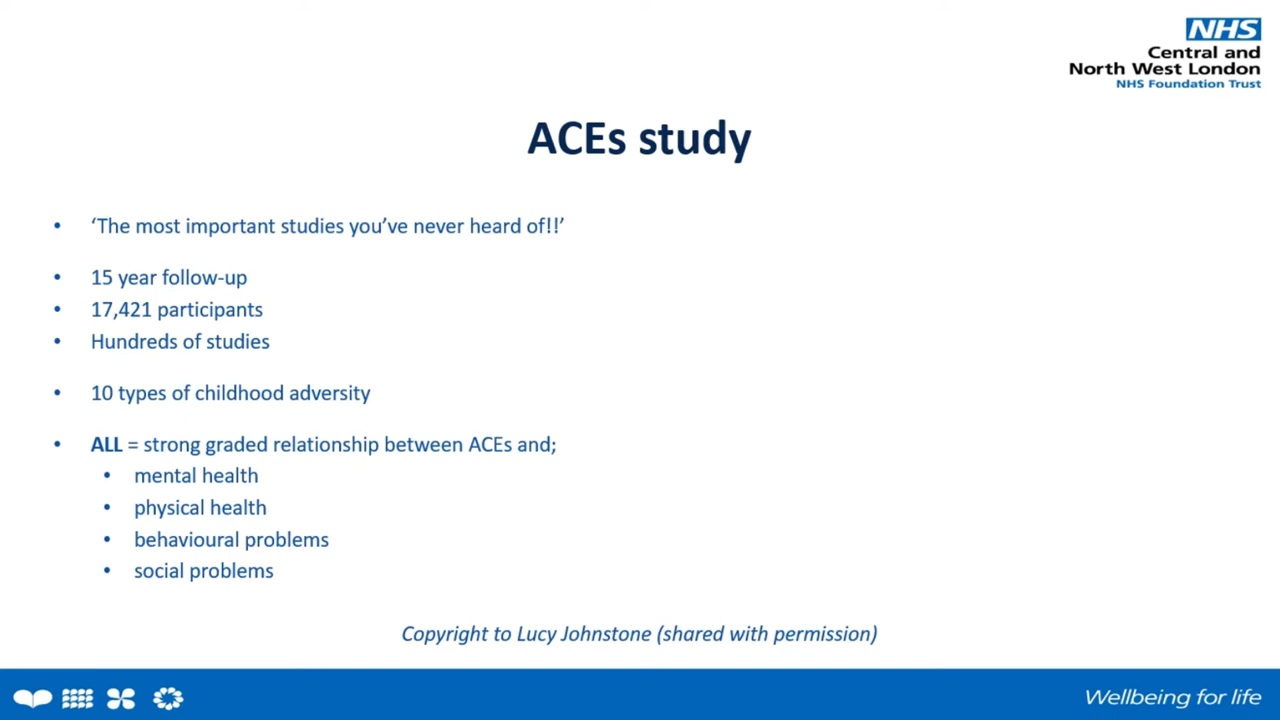 NHS
Central and
North West London
NHS Foundation Trust
ACEs study
• ‘The most important studies you’ve never heard of!!’
• 15 year follow-up
• 17,421 participants
• Hundreds of studies
• 10 types of childhood adversity
• ALL = strong graded relationship between ACEs and;
• mental health
• physical health
• behavioural problems
• social problems
Copyright to Lucy Johnstone (shared with permission)
Wellbeing for life